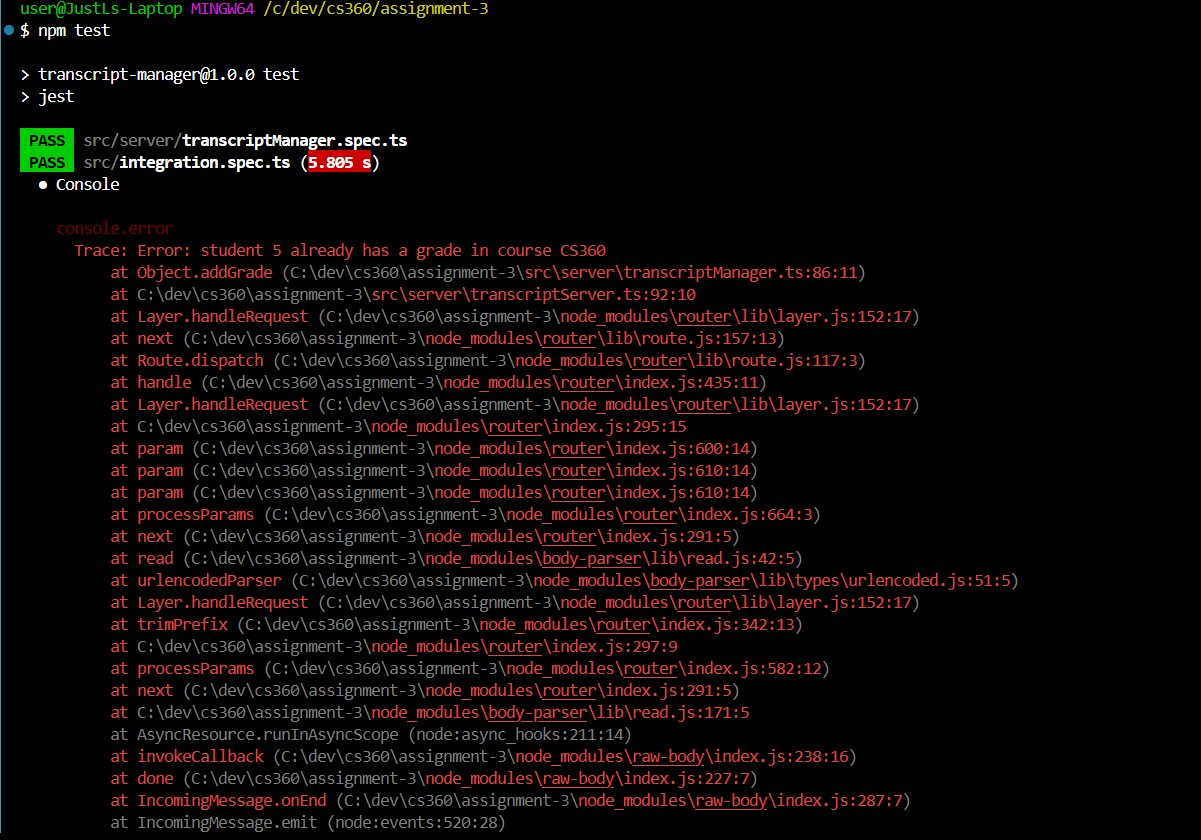 user@JustLs-Laptop MINGW64 /c/dev/cs360/assignment-3
$ npm test
> transcript-manager@1.0.0 test
> jest
PASS src/server/transcriptManager.spec.ts
PASS src/integration.spec.ts (5.805 s)
● Console
console.error
Trace: Error: student 5 already has a grade in course CS360
at Object.addGrade (C:\dev\cs360\assignment-3\src\server\transcriptManager.ts:86:11)
at C:\dev\cs360\assignment-3\src\server\transcriptServer.ts:92:10
at Layer.handleRequest (C:\dev\cs360\assignment-3\node_modules\router\lib\layer.js:152:17)
at next (C:\dev\cs360\assignment-3\node_modules\router\lib\route.js:157:13)
at Route.dispatch (C:\dev\cs360\assignment-3\node_modules\router\lib\route.js:117:3)
at handle (C:\dev\cs360\assignment-3\node_modules\router\index.js:435:11)
at Layer.handleRequest (C:\dev\cs360\assignment-3\node_modules\router\lib\layer.js:152:17)
at C:\dev\cs360\assignment-3\node_modules\router\index.js:295:15
at param (C:\dev\cs360\assignment-3\node_modules\router\index.js:600:14)
at param (C:\dev\cs360\assignment-3\node_modules\router\index.js:610:14)
at param (C:\dev\cs360\assignment-3\node_modules\router\index.js:610:14)
at processParams (C:\dev\cs360\assignment-3\node_modules\router\index.js:664:3)
at next (C:\dev\cs360\assignment-3\node_modules\router\index.js:291:5)
at read (C:\dev\cs360\assignment-3\node_modules\body-parser\lib\read.js:42:5)
at urlencodedParser (C:\dev\cs360\assignment-3\node_modules\body-parser\lib\types\urlencoded.js:51:5)
at Layer.handleRequest (C:\dev\cs360\assignment-3\node_modules\router\lib\layer.js:152:17)
at trimPrefix (C:\dev\cs360\assignment-3\node_modules\router\index.js:342:13)
at C:\dev\cs360\assignment-3\node_modules\router\index.js:297:9
at processParams (C:\dev\cs360\assignment-3\node_modules\router\index.js:582:12)
at next (C:\dev\cs360\assignment-3\node_modules\router\index.js:291:5)
at C:\dev\cs360\assignment-3\node_modules\body-parser\lib\read.js:171:5
at AsyncResource.runInAsyncScope (node:async_hooks:211:14)
at invokeCallback (C:\dev\cs360\assignment-3\node_modules\raw-body\index.js:238:16)
at done (C:\dev\cs360\assignment-3\node_modules\raw-body\index.js:227:7)
at IncomingMessage.onEnd (C:\dev\cs360\assignment-3\node_modules\raw-body\index.js:287:7)
at IncomingMessage.emit (node:events:520:28)